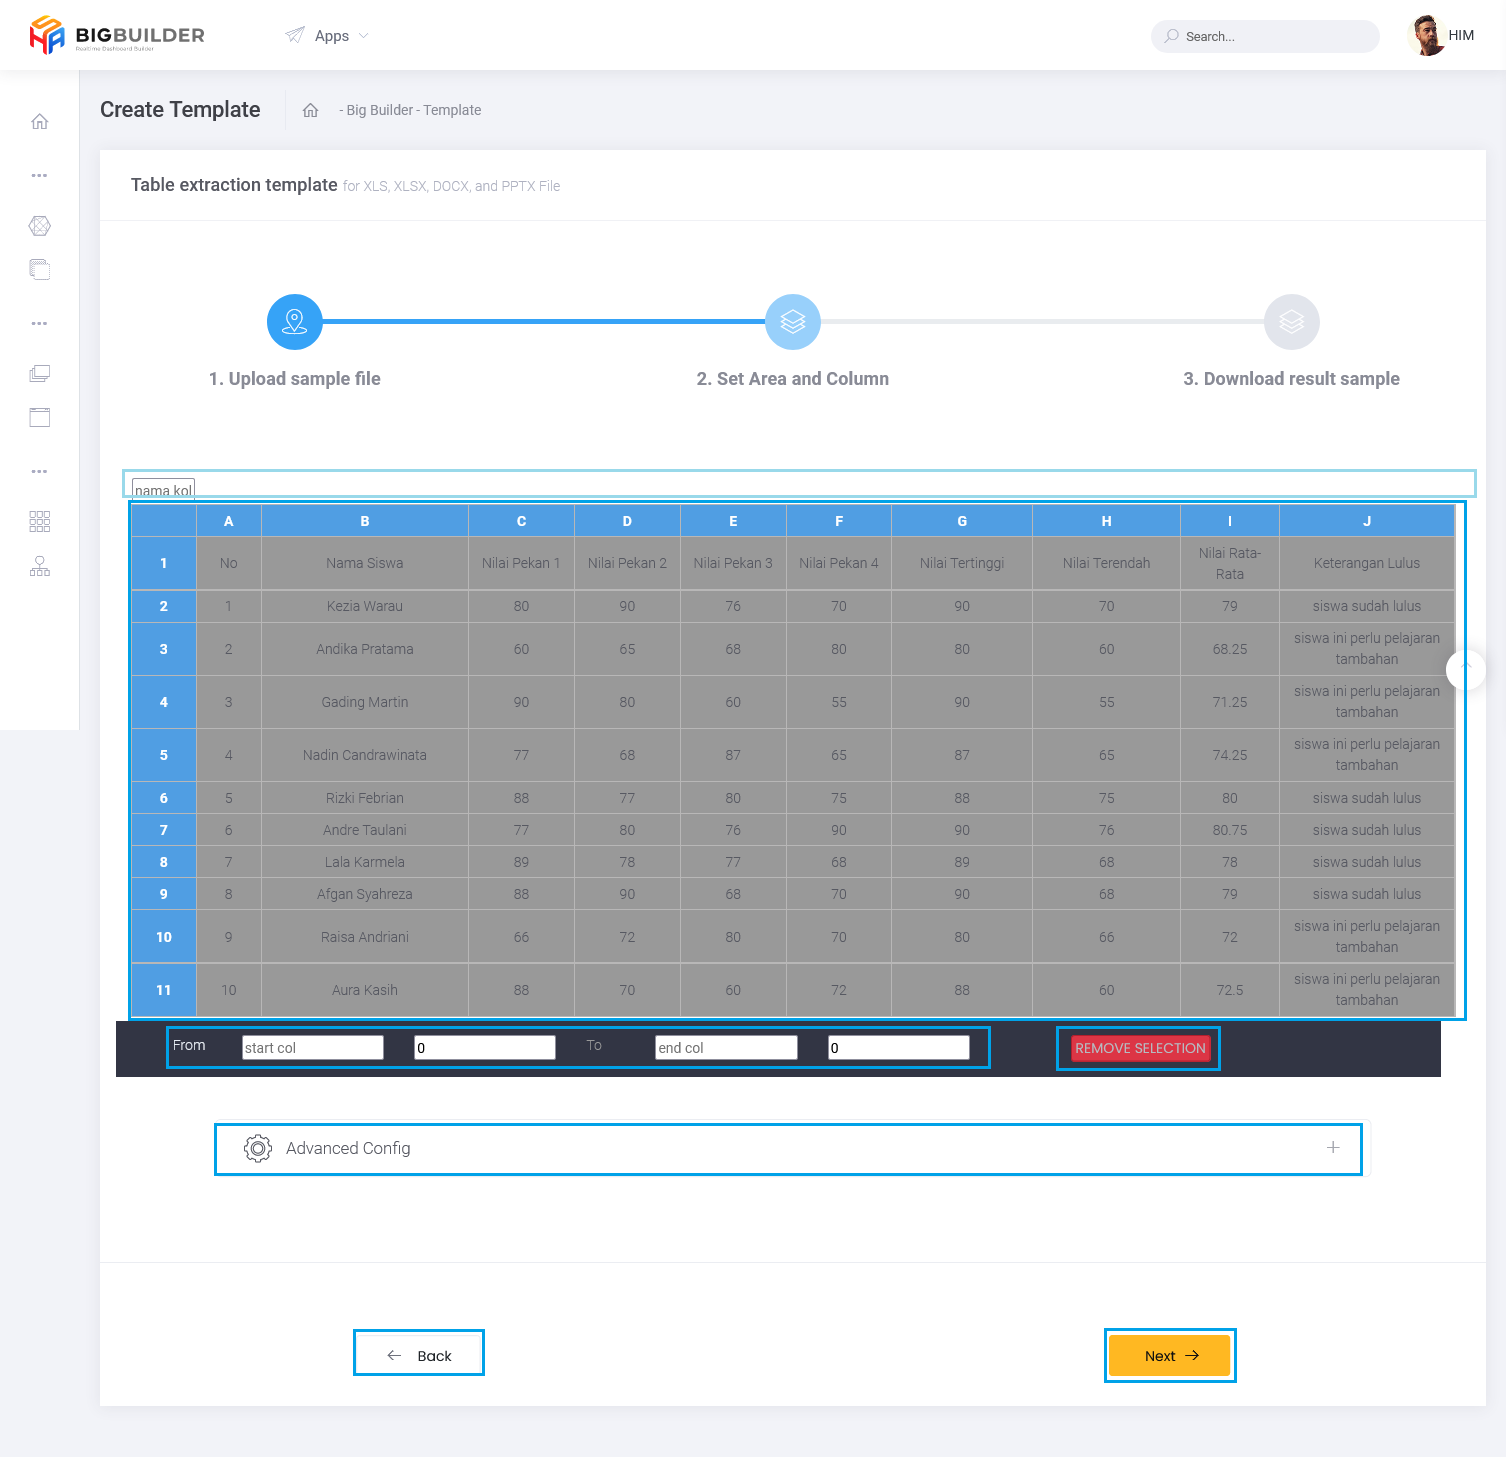 BIGBUILDER
Realtime Dashboard Builder
Apps
Search...
HIM
Create Template
- Big Builder - Template
Table extraction template for XLS, XLSX, DOCX, and PPTX File
1. Upload sample file
2. Set Area and Column
3. Download result sample
nama kol
A B C D E F G H I J
1 No Nama Siswa Nilai Pekan 1 Nilai Pekan 2 Nilai Pekan 3 Nilai Pekan 4 Nilai Tertinggi Nilai Terendah Nilai Rata-
Rata Keterangan Lulus
2 1 Kezia Warau 80 90 76 70 90 70 79 siswa sudah lulus
3 2 Andika Pratama 60 65 68 80 80 60 68.25 siswa ini perlu pelajaran
tambahan
4 3 Gading Martin 90 80 60 55 90 55 71.25 siswa ini perlu pelajaran
tambahan
5 4 Nadin Candrawinata 77 68 87 65 87 65 74.25 siswa ini perlu pelajaran
tambahan
6 5 Rizki Febrian 88 77 80 75 88 75 80 siswa sudah lulus
7 6 Andre Taulani 77 80 76 90 90 76 80.75 siswa sudah lulus
8 7 Lala Karmela 89 78 77 68 89 68 78 siswa sudah lulus
9 8 Afgan Syahreza 88 90 68 70 90 68 79 siswa sudah lulus
10 9 Raisa Andriani 66 72 80 70 80 66 72 siswa ini perlu pelajaran
tambahan
11 10 Aura Kasih 88 70 60 72 88 60 72.5 siswa ini perlu pelajaran
tambahan
From start col 0 To end col 0 REMOVE SELECTION
Advanced Config
Back
Next